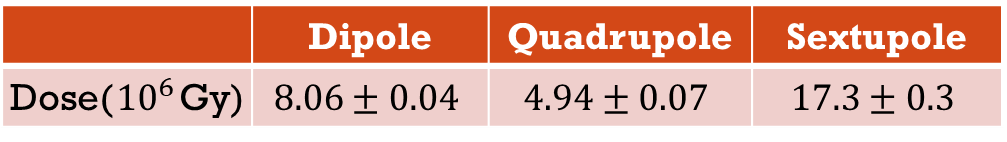 Dipole Quadrupole Sextupole
Dose(10⁶ Gy) 8.06 ± 0.04 4.94 ± 0.07 17.3 ± 0.3